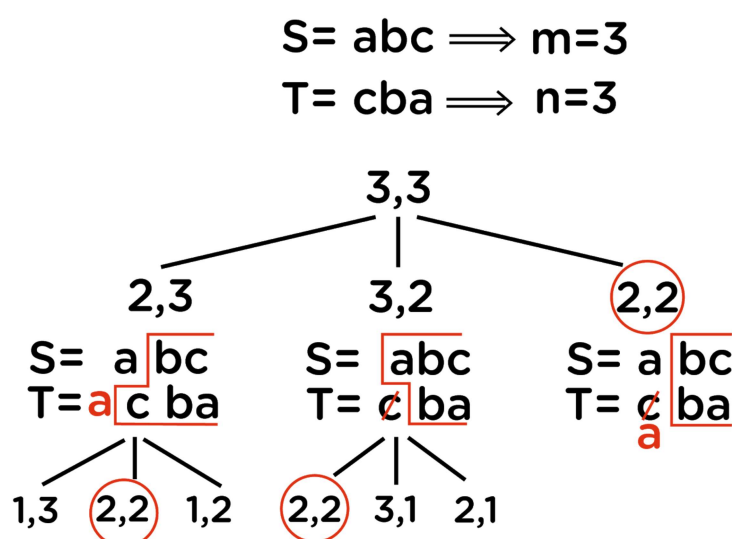 S= abc ⟹ m=3
T= cba ⟹ n=3
3,3
2,3 3,2 2,2
S= a bc S= abc S= a bc
T= a c ba T= c ba T= c ba
a
1,3 2,2 1,2 2,2 3,1 2,1